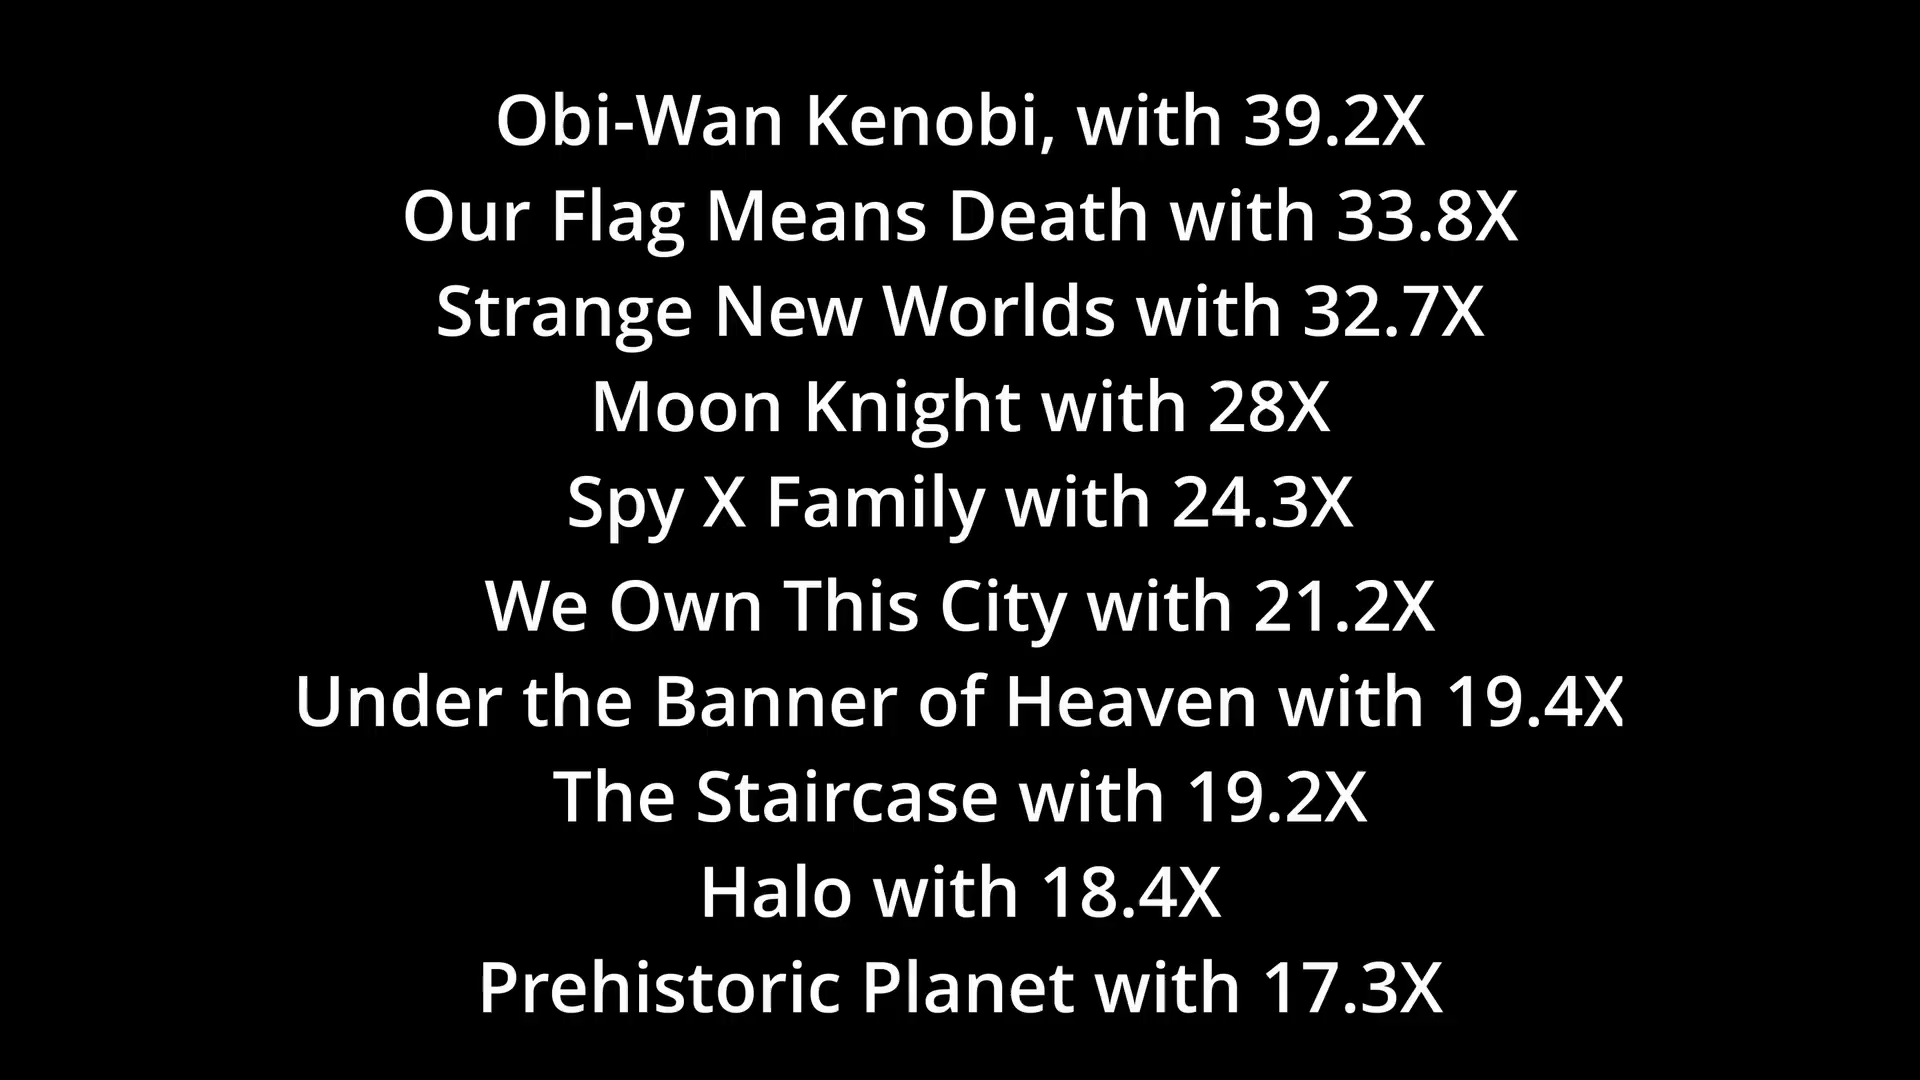 Obi-Wan Kenobi, with 39.2X
Our Flag Means Death with 33.8X
Strange New Worlds with 32.7X
Moon Knight with 28X
Spy X Family with 24.3X
We Own This City with 21.2X
Under the Banner of Heaven with 19.4X
The Staircase with 19.2X
Halo with 18.4X
Prehistoric Planet with 17.3X